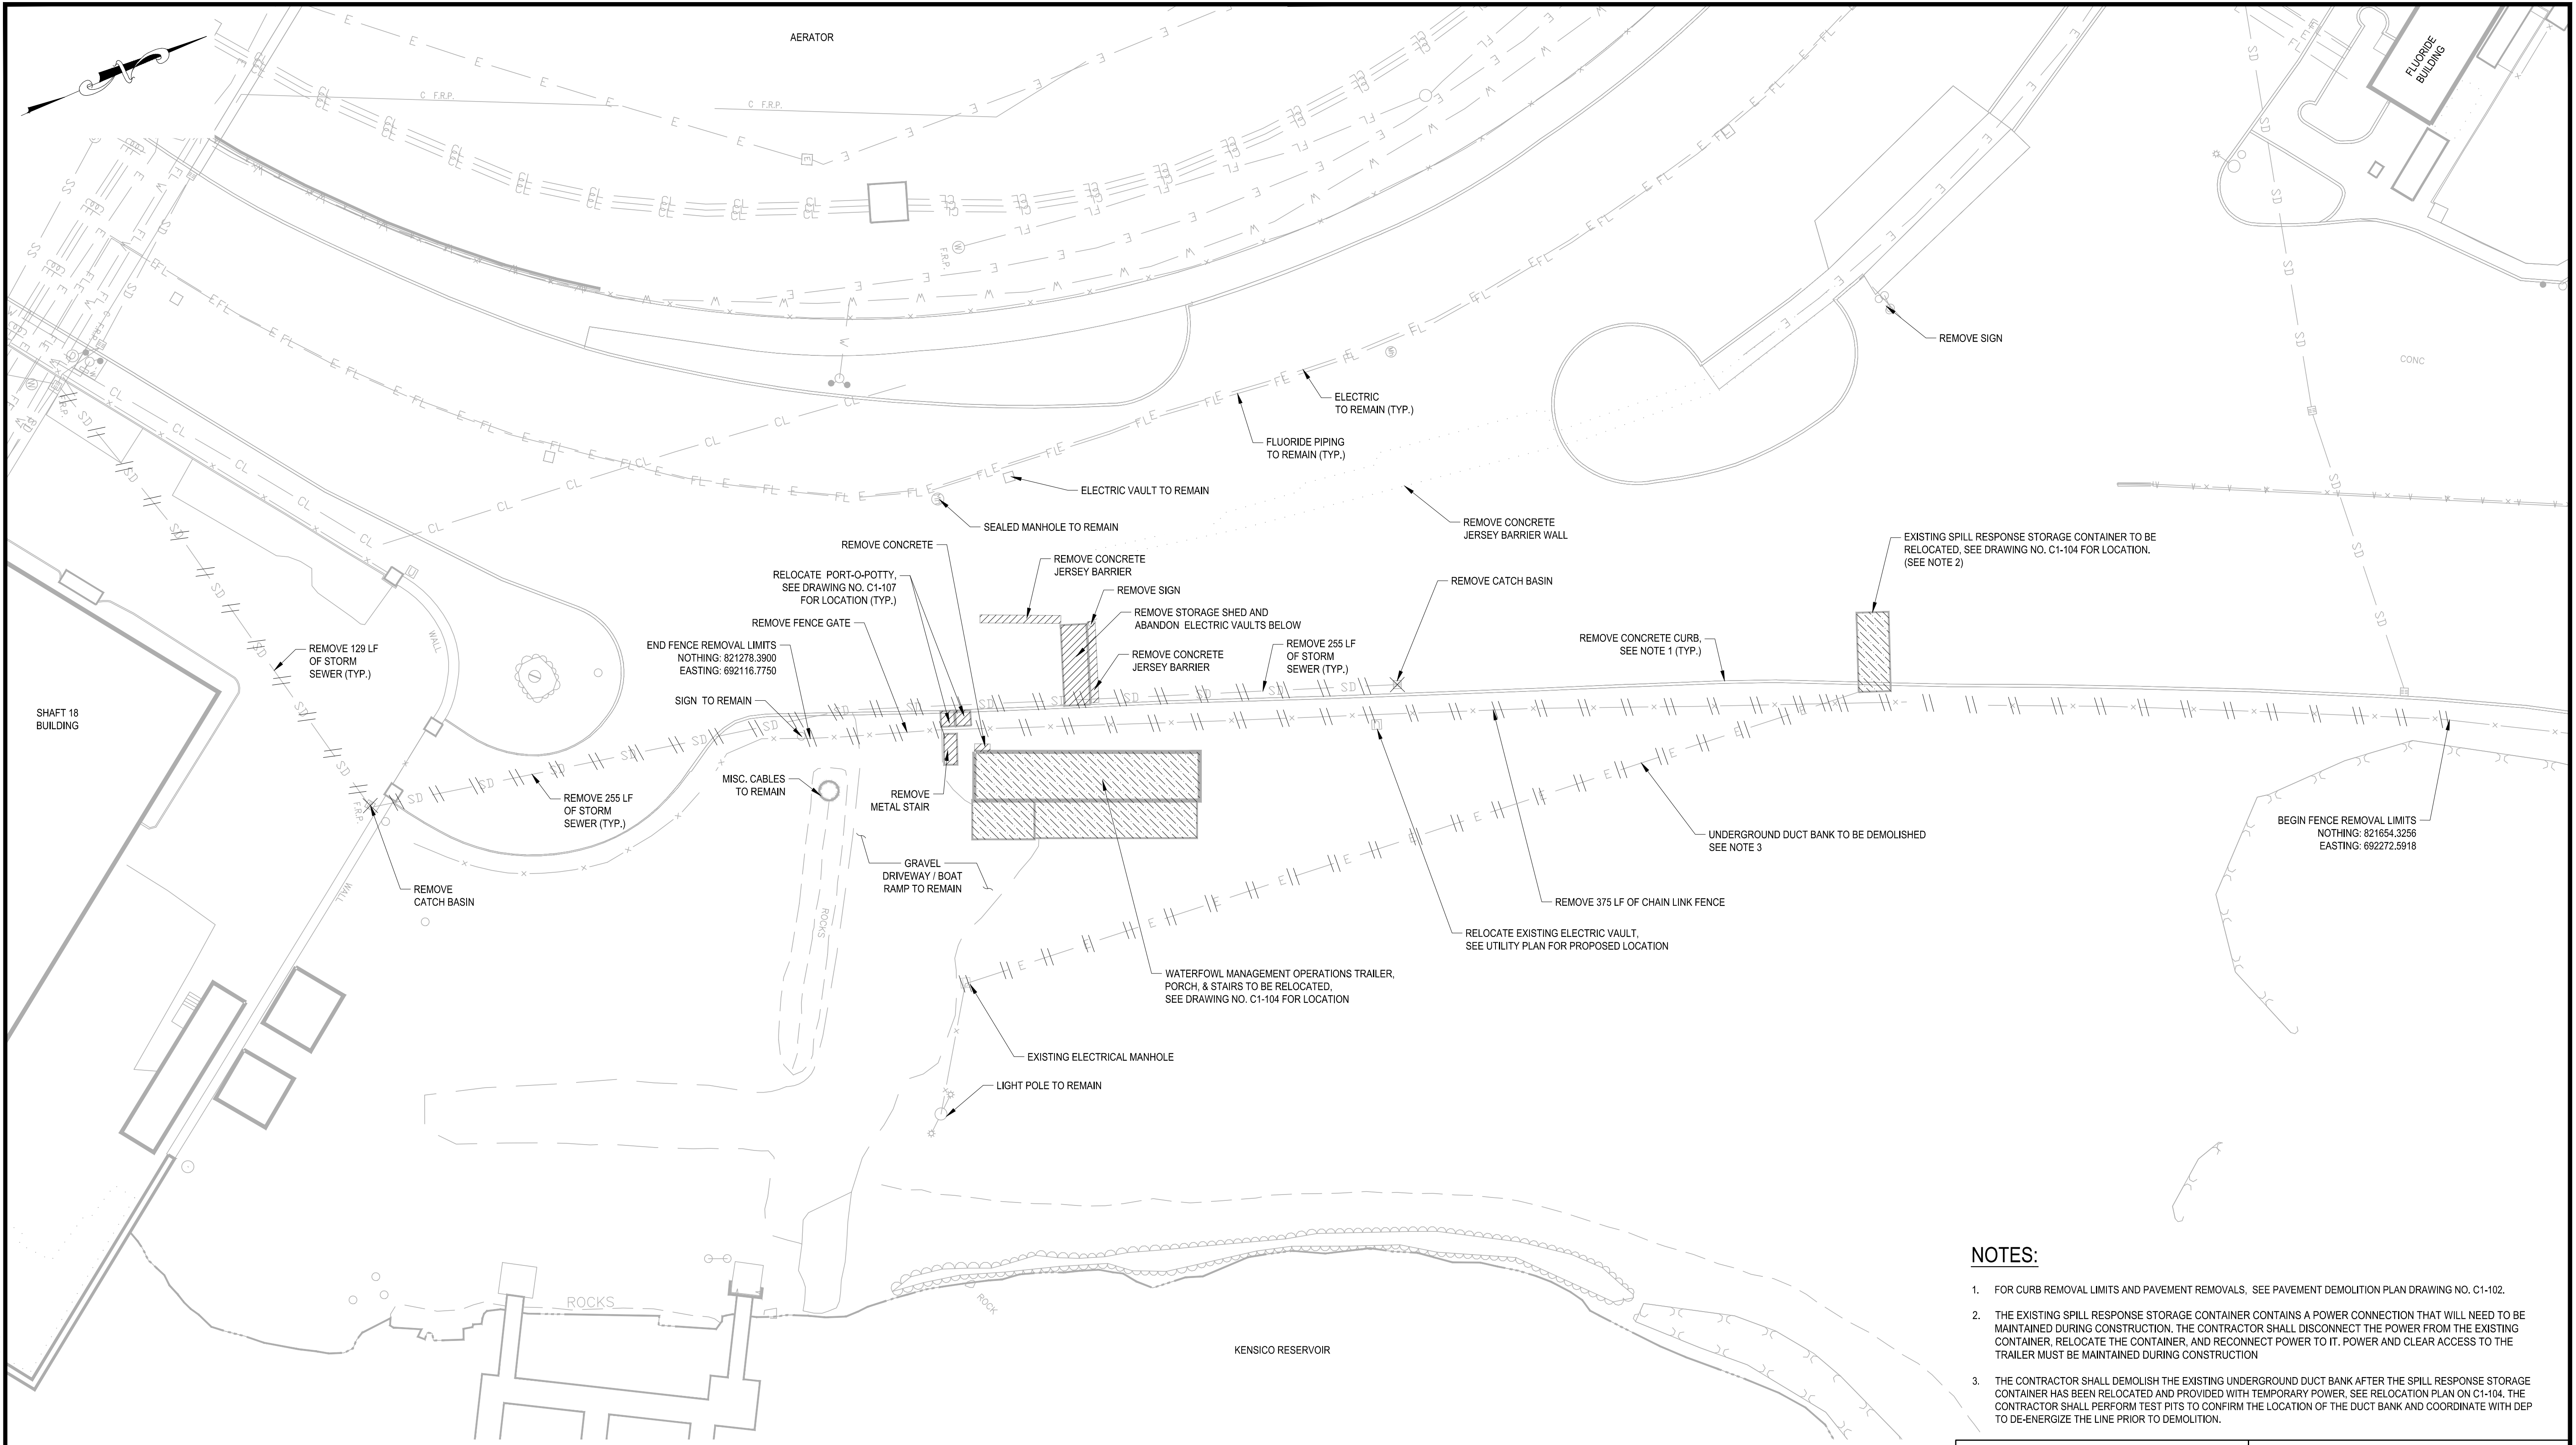 AERATOR
FLUORIDE
BUILDING
C F.R.P.
C F.R.P.
F.R.P.
REMOVE SIGN
CONC
ELECTRIC
TO REMAIN (TYP.)
FLUORIDE PIPING
TO REMAIN (TYP.)
ELECTRIC VAULT TO REMAIN
SEALED MANHOLE TO REMAIN
REMOVE CONCRETE
JERSEY BARRIER WALL
EXISTING SPILL RESPONSE STORAGE CONTAINER TO BE
RELOCATED, SEE DRAWING NO. C1-104 FOR LOCATION.
(SEE NOTE 2)
REMOVE CONCRETE
REMOVE CONCRETE
JERSEY BARRIER
RELOCATE PORT-O-POTTY,
SEE DRAWING NO. C1-107
FOR LOCATION (TYP.)
REMOVE CATCH BASIN
REMOVE SIGN
REMOVE STORAGE SHED AND
ABANDON ELECTRIC VAULTS BELOW
REMOVE FENCE GATE
WALL
REMOVE 129 LF
OF STORM
SEWER (TYP.)
END FENCE REMOVAL LIMITS
NOTHING: 821278.3900
EASTING: 692116.7750
REMOVE CONCRETE
JERSEY BARRIER
REMOVE 255 LF
OF STORM
SEWER (TYP.)
REMOVE CONCRETE CURB,
SEE NOTE 1 (TYP.)
SIGN TO REMAIN
SHAFT 18
BUILDING
MISC. CABLES
TO REMAIN
REMOVE
METAL STAIR
REMOVE 255 LF
OF STORM
SEWER (TYP.)
F.R.P.
BEGIN FENCE REMOVAL LIMITS
NOTHING: 821654.3256
EASTING: 692272.5918
UNDERGROUND DUCT BANK TO BE DEMOLISHED
SEE NOTE 3
GRAVEL
DRIVEWAY / BOAT
RAMP TO REMAIN
WALL
REMOVE
CATCH BASIN
ROCKS
REMOVE 375 LF OF CHAIN LINK FENCE
RELOCATE EXISTING ELECTRIC VAULT,
SEE UTILITY PLAN FOR PROPOSED LOCATION
WATERFOWL MANAGEMENT OPERATIONS TRAILER,
PORCH, & STAIRS TO BE RELOCATED,
SEE DRAWING NO. C1-104 FOR LOCATION
EXISTING ELECTRICAL MANHOLE
LIGHT POLE TO REMAIN
ROCKS
ROCK
KENSICO RESERVOIR
NOTES:
1. FOR CURB REMOVAL LIMITS AND PAVEMENT REMOVALS, SEE PAVEMENT DEMOLITION PLAN DRAWING NO. C1-102.
2. THE EXISTING SPILL RESPONSE STORAGE CONTAINER CONTAINS A POWER CONNECTION THAT WILL NEED TO BE
MAINTAINED DURING CONSTRUCTION. THE CONTRACTOR SHALL DISCONNECT THE POWER FROM THE EXISTING
CONTAINER, RELOCATE THE CONTAINER, AND RECONNECT POWER TO IT. POWER AND CLEAR ACCESS TO THE
TRAILER MUST BE MAINTAINED DURING CONSTRUCTION
3. THE CONTRACTOR SHALL DEMOLISH THE EXISTING UNDERGROUND DUCT BANK AFTER THE SPILL RESPONSE STORAGE
CONTAINER HAS BEEN RELOCATED AND PROVIDED WITH TEMPORARY POWER, SEE RELOCATION PLAN ON C1-104. THE
CONTRACTOR SHALL PERFORM TEST PITS TO CONFIRM THE LOCATION OF THE DUCT BANK AND COORDINATE WITH DEP
TO DE-ENERGIZE THE LINE PRIOR TO DEMOLITION.